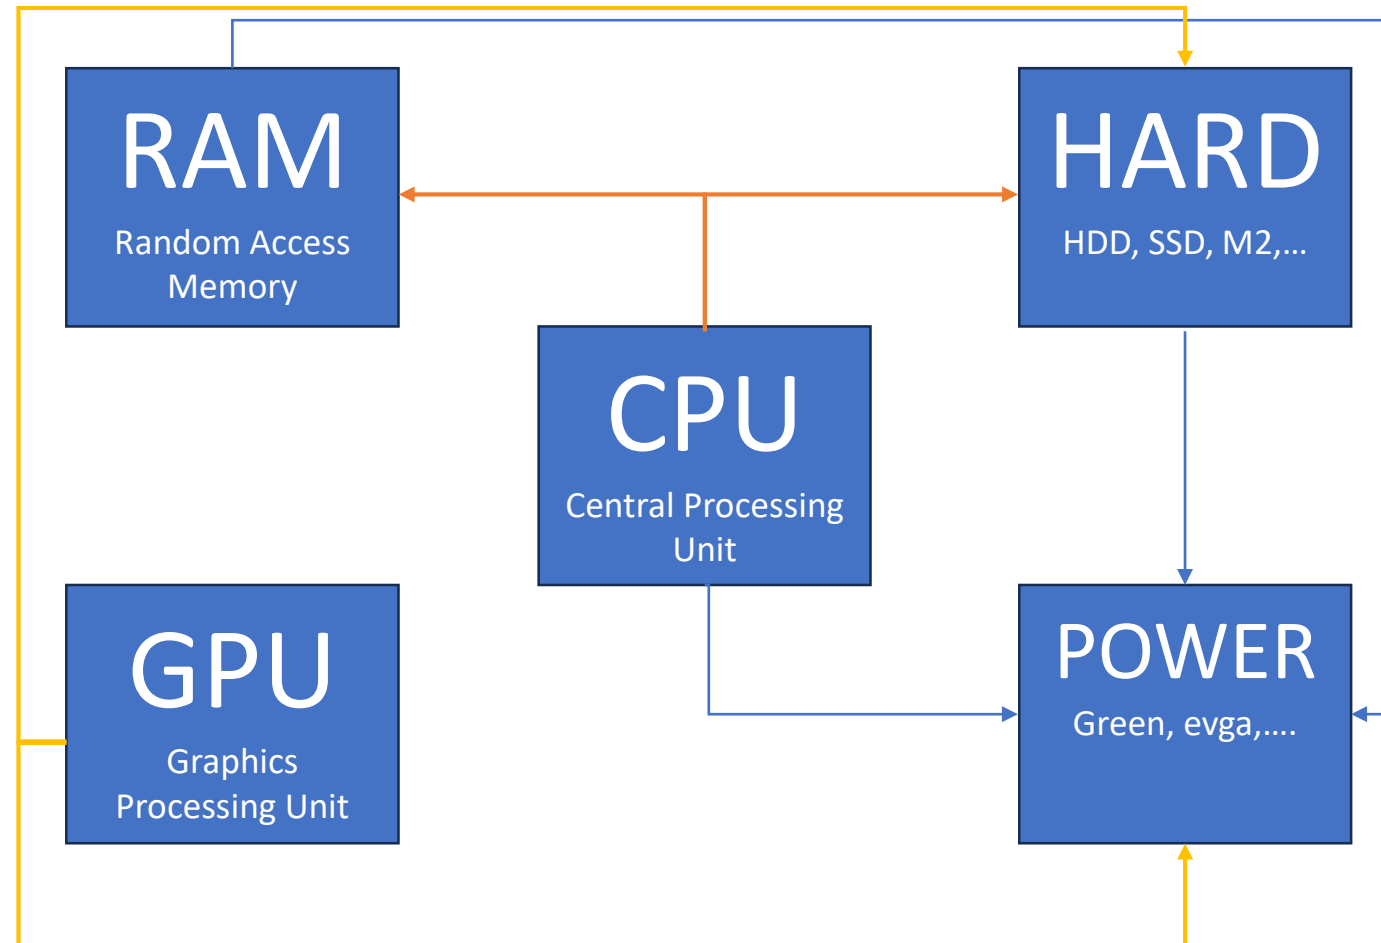 RAM
Random Access
Memory
HARD
HDD, SSD, M2,...
CPU
Central Processing
Unit
GPU
Graphics
Processing Unit
POWER
Green, evga,....